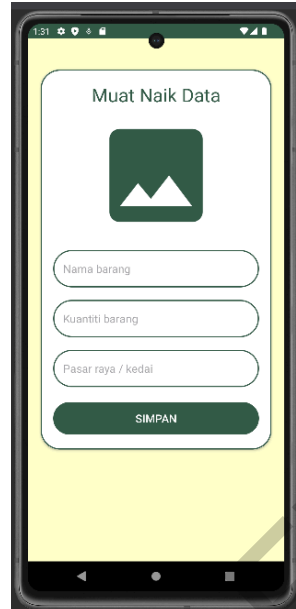 1:31
Muat Naik Data
Nama barang
Kuantiti barang
Pasar raya / kedai
SIMPAN